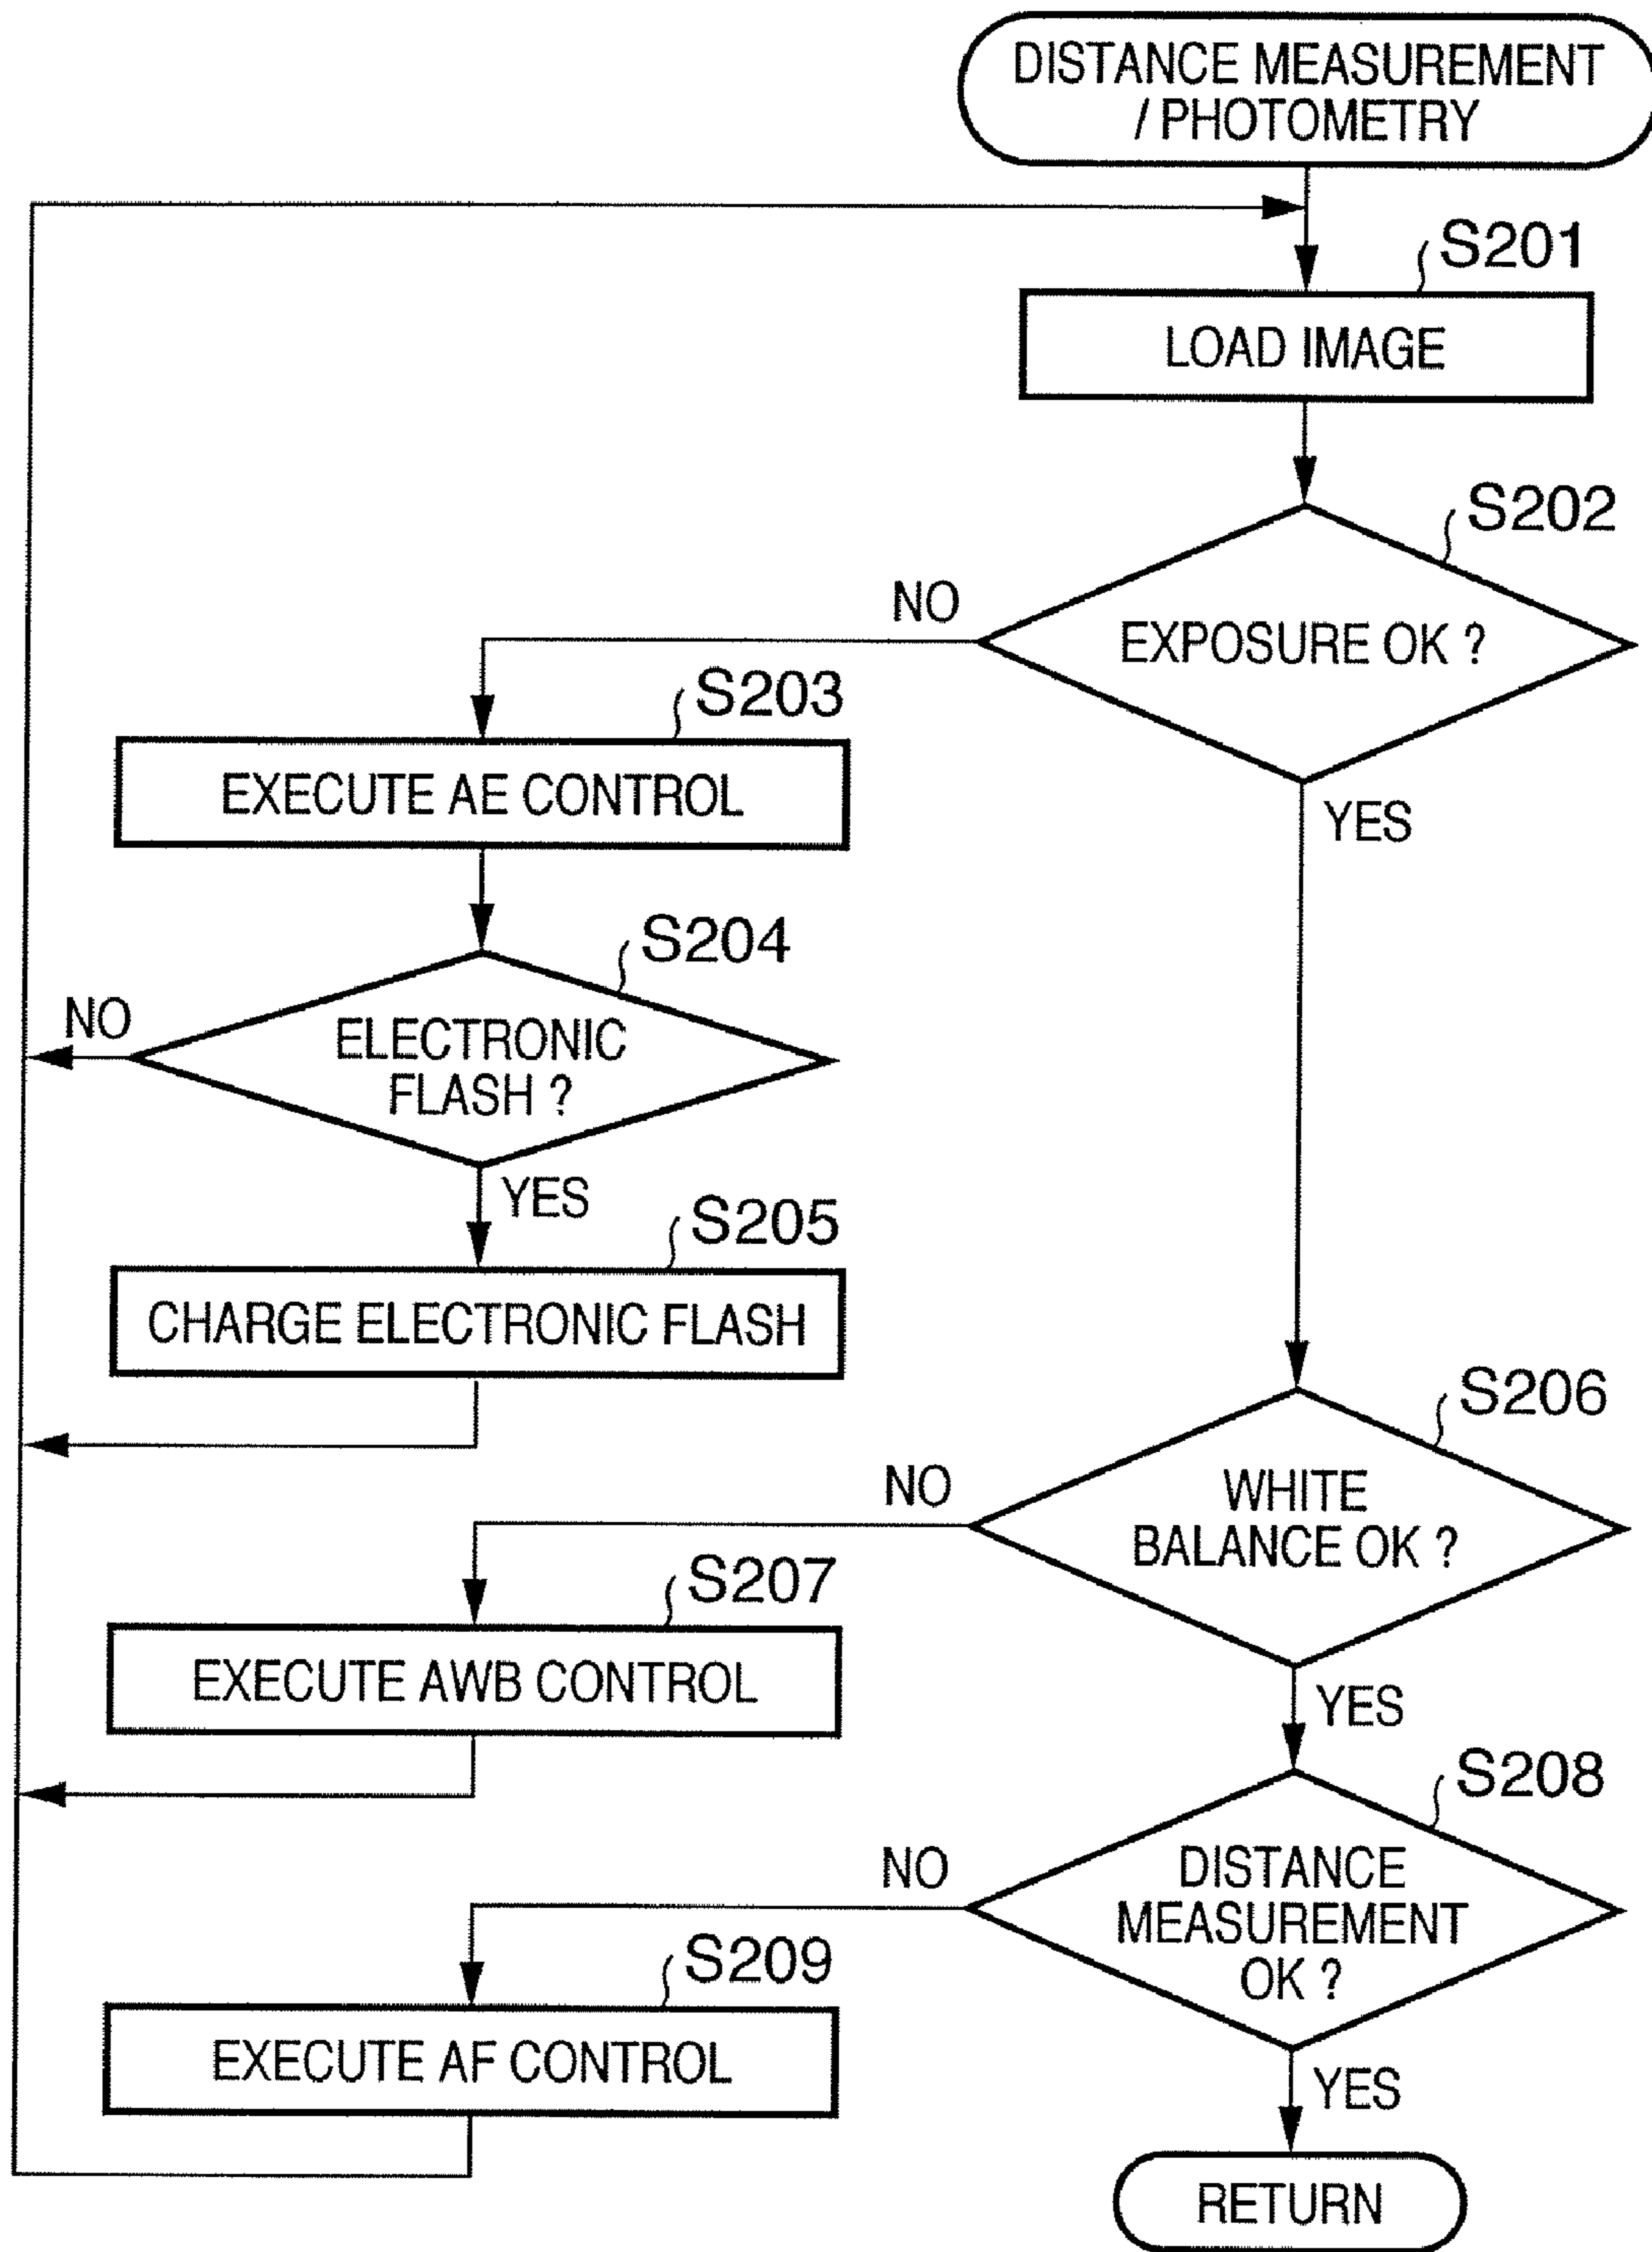 DISTANCE MEASUREMENT
/ PHOTOMETRY
S201
LOAD IMAGE
S202
EXPOSURE OK ?
NO
YES
S203
EXECUTE AE CONTROL
S204
ELECTRONIC
FLASH ?
NO
YES
S205
CHARGE ELECTRONIC FLASH
S206
WHITE
BALANCE OK ?
NO
YES
S207
EXECUTE AWB CONTROL
S208
DISTANCE
MEASUREMENT
OK ?
NO
YES
S209
EXECUTE AF CONTROL
RETURN